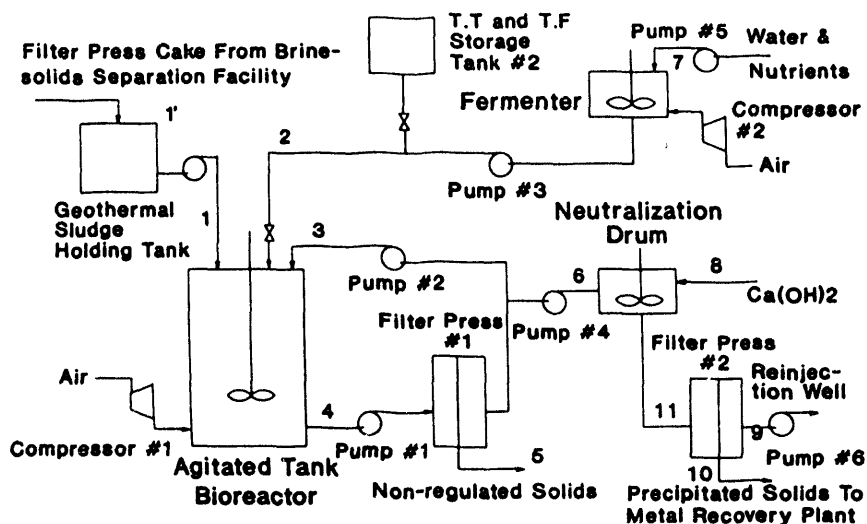 Filter Press Cake From Brine-
solids Separation Facility
1'
Geothermal
Sludge
Holding Tank
1
T.T and T.F
Storage
Tank #2
2
Pump #3
Pump #5
7
Water &
Nutrients
Fermenter
Compressor
#2
Air
3
Pump #2
Neutralization
Drum
6
Pump #4
8
Ca(OH)2
Filter Press
#1
Air
Compressor #1
Agitated Tank
Bioreactor
4
Pump #1
5
Non-regulated Solids
Filter Press
#2
11
Reinjec-
tion Well
9
Pump #6
10
Precipitated Solids To
Metal Recovery Plant